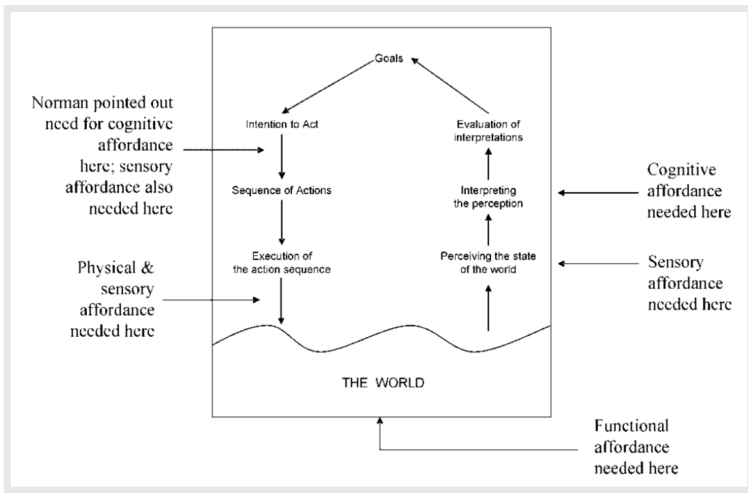 Goals
Norman pointed out
need for cognitive
affordance
here; sensory
affordance also
needed here
Intention to Act
Sequence of Actions
Execution of
the action sequence
Physical &
sensory
affordance
needed here
Evaluation of
interpretations
Interpreting
the perception
Perceiving the state
of the world
Cognitive
affordance
needed here
Sensory
affordance
needed here
THE WORLD
Functional
affordance
needed here